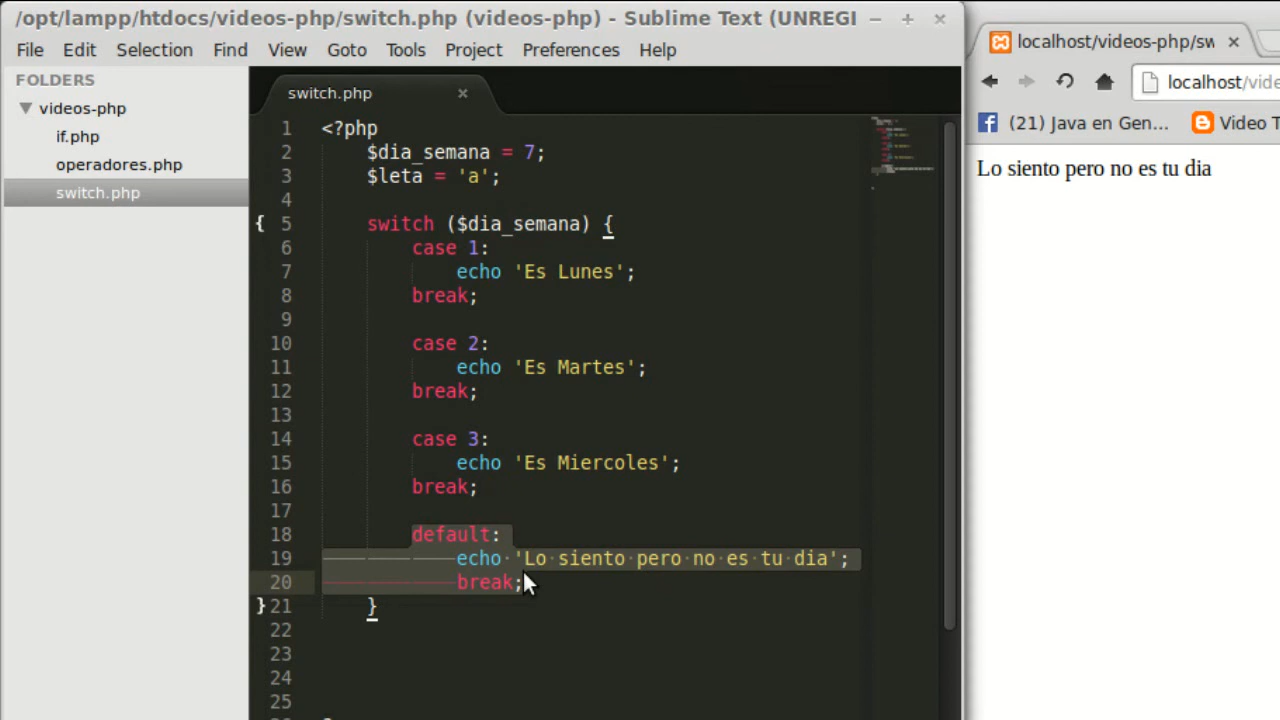 /opt/lampp/htdocs/videos-php/switch.php (videos-php) - Sublime Text (UNREGI
File Edit Selection Find View Goto Tools Project Preferences Help
FOLDERS
videos-php
if.php
operadores.php
switch.php
switch.php
1 <?php
2 $dia_semana = 7;
3 $leta = 'a';
4
5 switch ($dia_semana) {
6 case 1:
7 echo 'Es Lunes';
8 break;
9
10 case 2:
11 echo 'Es Martes';
12 break;
13
14 case 3:
15 echo 'Es Miercoles';
16 break;
17
18 default:
19 echo 'Lo siento pero no es tu dia';
20 break;
21 }
22
23
24
25
localhost/videos-php/sw
localhost/vide
(21) Java en Gen... Video T
Lo siento pero no es tu dia